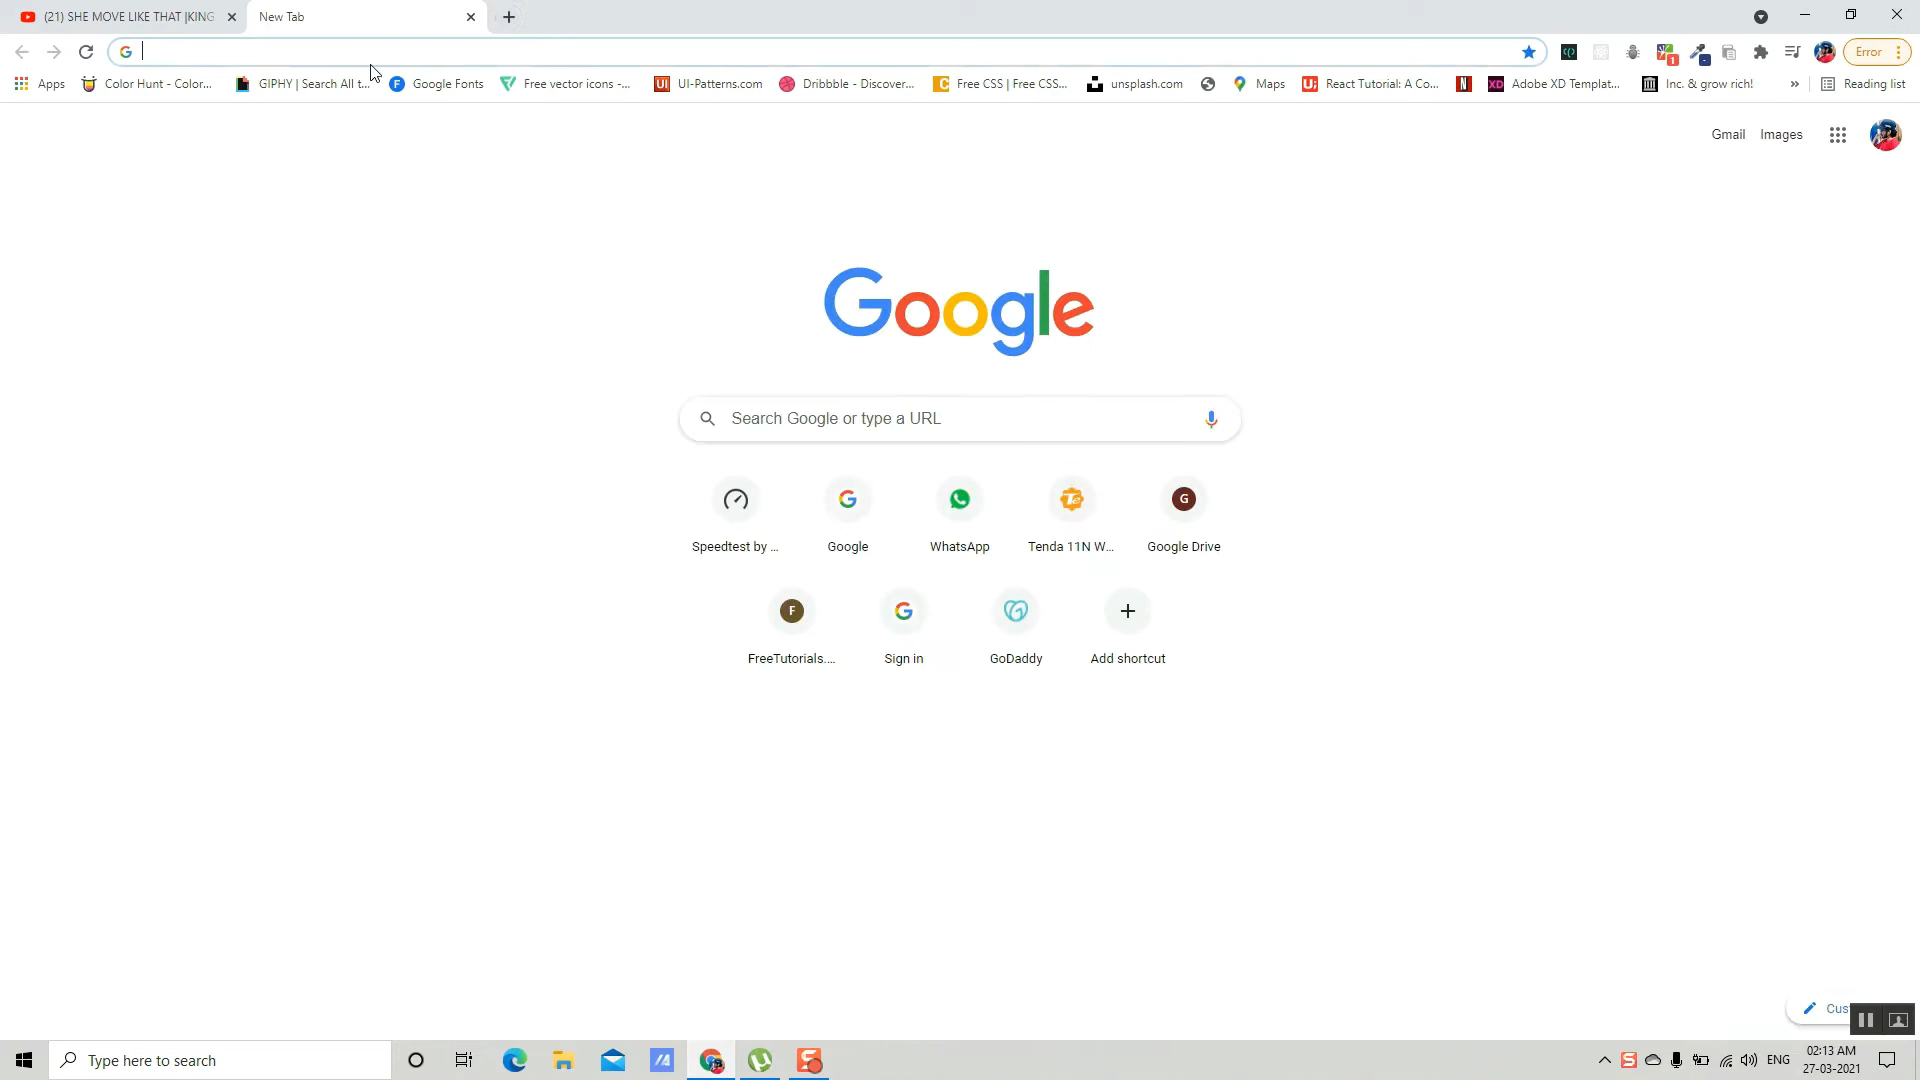 (21) SHE MOVE LIKE THAT |KING
New Tab
Error
Apps
Color Hunt - Color...
GIPHY | Search All t...
Google Fonts
Free vector icons -...
UI-Patterns.com
Dribbble - Discover...
Free CSS | Free CSS...
unsplash.com
Maps
React Tutorial: A Co...
Adobe XD Templat...
Inc. & grow rich!
Reading list
Gmail
Images
Google
Search Google or type a URL
Speedtest by ...
Google
WhatsApp
Tenda 11N W...
Google Drive
FreeTutorials....
Sign in
GoDaddy
Add shortcut
Type here to search
ENG
02:13 AM
27-03-2021